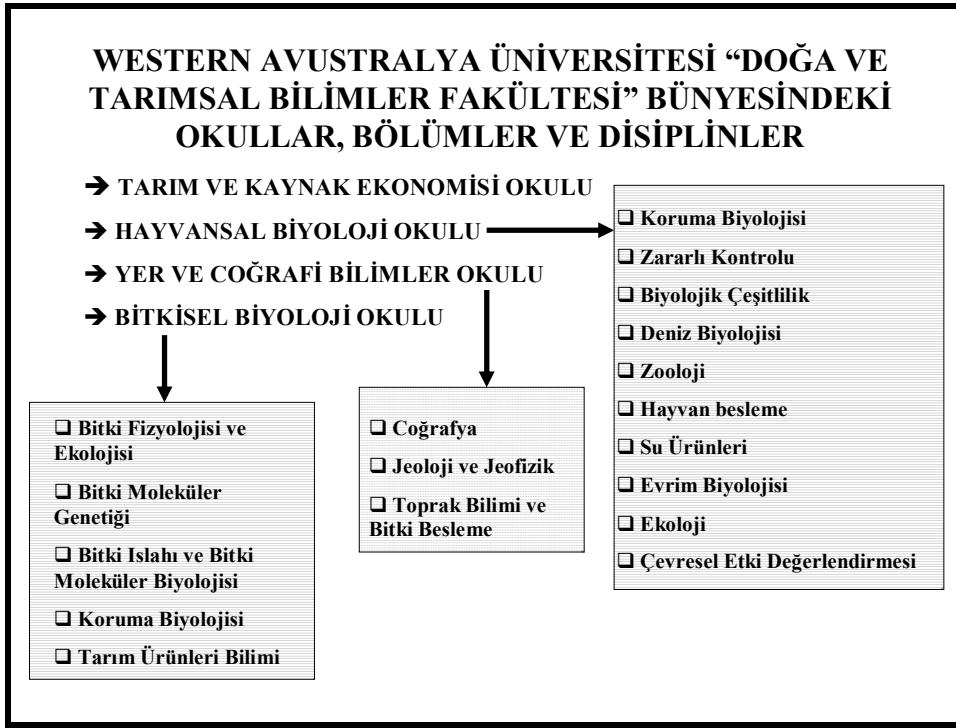 WESTERN AVUSTRALYA ÜNİVERSİTESİ “DOĞA VE
TARIMSAL BİLİMLER FAKÜLTESİ” BÜNYESİNDEKİ
OKULLAR, BÖLÜMLER VE DİSİPLİNLER
➔ TARIM VE KAYNAK EKONOMİSİ OKULU
➔ HAYVANSAL BİYOLOJİ OKULU
➔ YER VE COĞRAFİ BİLİMLER OKULU
➔ BİTKİSEL BİYOLOJİ OKULU
❑ Koruma Biyolojisi
❑ Zararlı Kontrolu
❑ Biyolojik Çeşitlilik
❑ Deniz Biyolojisi
❑ Zooloji
❑ Hayvan besleme
❑ Su Ürünleri
❑ Evrim Biyolojisi
❑ Ekoloji
❑ Çevresel Etki Değerlendirmesi
❑ Bitki Fizyolojisi ve
Ekolojisi
❑ Bitki Moleküler
Genetiği
❑ Bitki Islahı ve Bitki
Moleküler Biyolojisi
❑ Koruma Biyolojisi
❑ Tarım Ürünleri Bilimi
❑ Coğrafya
❑ Jeoloji ve Jeofizik
❑ Toprak Bilimi ve
Bitki Besleme